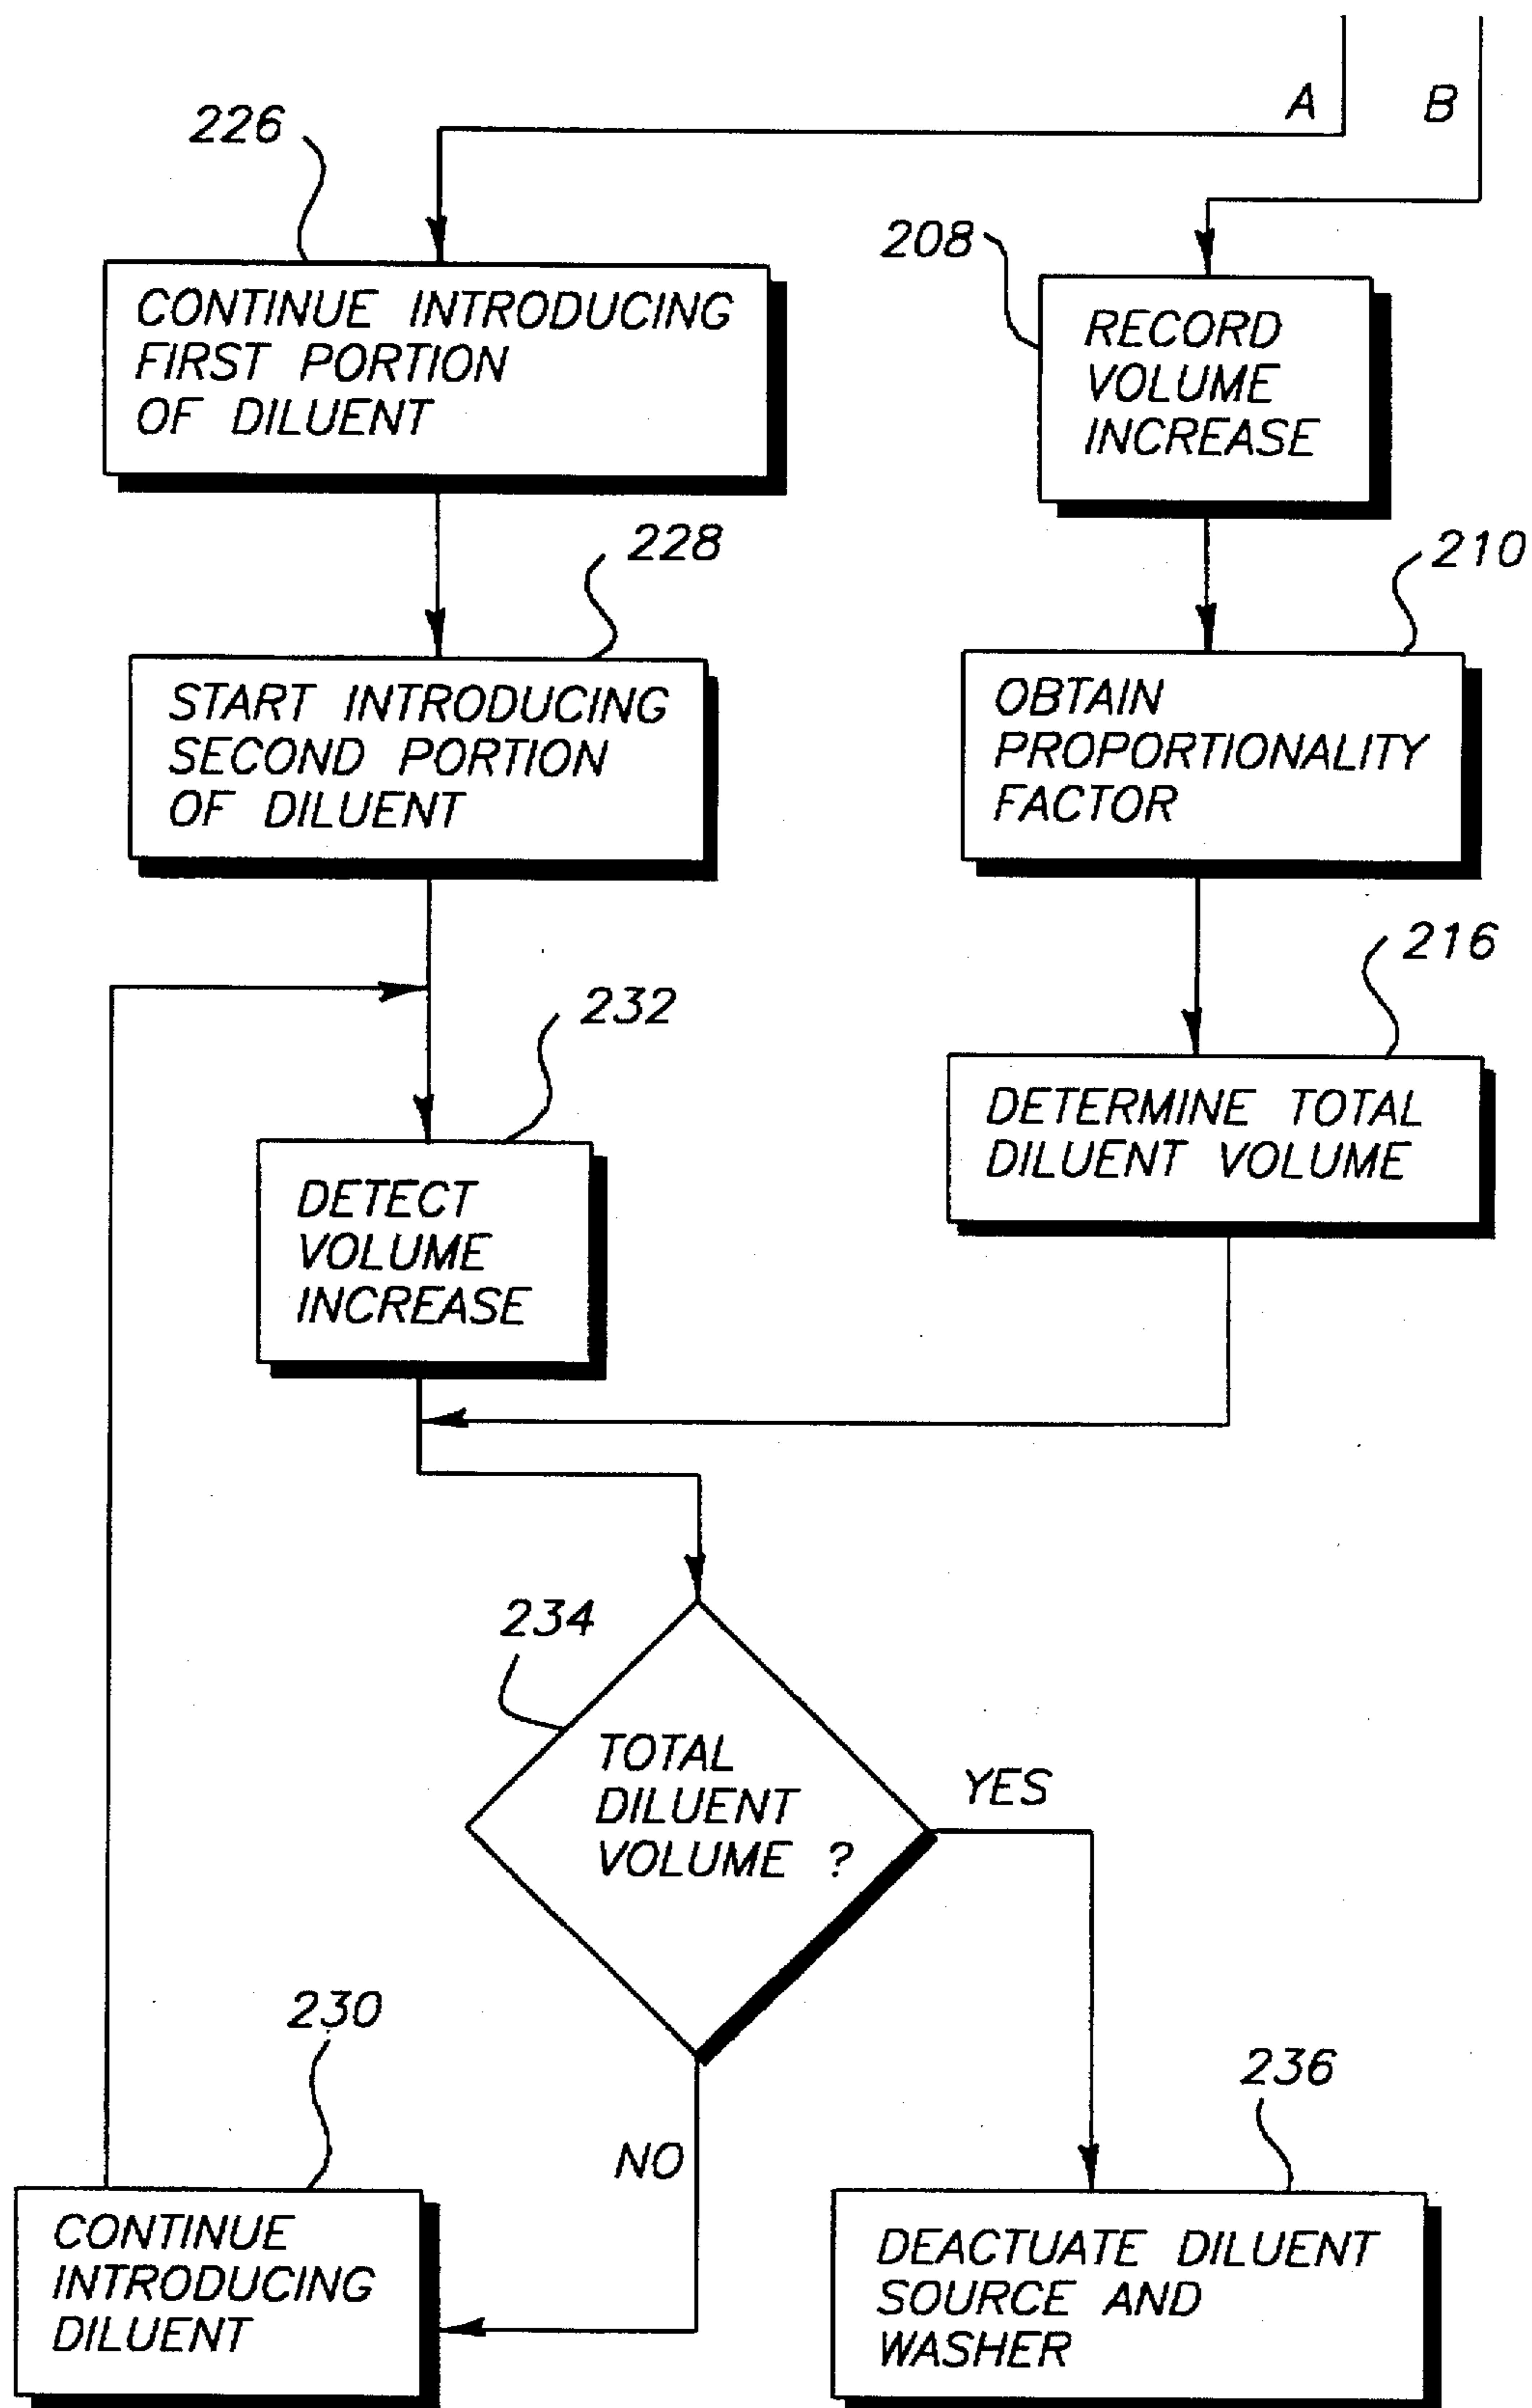 A
B
226
CONTINUE INTRODUCING
FIRST PORTION
OF DILUENT
208
RECORD
VOLUME
INCREASE
228
START INTRODUCING
SECOND PORTION
OF DILUENT
210
OBTAIN
PROPORTIONALITY
FACTOR
232
DETECT
VOLUME
INCREASE
216
DETERMINE TOTAL
DILUENT VOLUME
234
TOTAL
DILUENT
VOLUME ?
YES
NO
230
CONTINUE
INTRODUCING
DILUENT
236
DEACTUATE DILUENT
SOURCE AND
WASHER